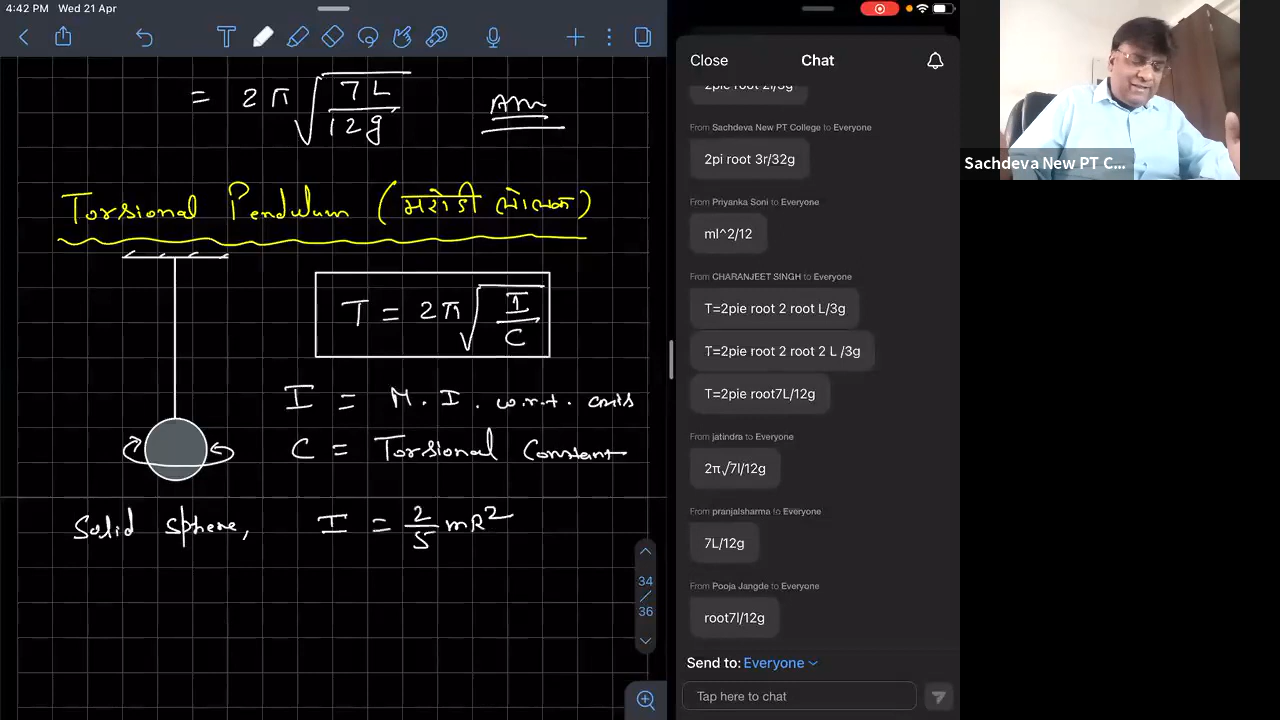 4:42 PM Wed 21 Apr
= 2π √ 7L / 12g Ans
Torsional Pendulum (मरोडी लोलक)
T = 2π √ I / C
I = M.I. w.r.t. axis
C = Torsional Constant
Solid sphere, I = 2/5 mR²
34
/
36
Close
Chat
2pie root 2l/3g
From Sachdeva New PT College to Everyone
2pi root 3r/32g
From Priyanka Soni to Everyone
ml^2/12
From CHARANJEET SINGH to Everyone
T=2pie root 2 root L/3g
T=2pie root 2 root 2 L /3g
T=2pie root7L/12g
From jatindra to Everyone
2π√7l/12g
From pranjalsharma to Everyone
7L/12g
From Pooja Jangde to Everyone
root7l/12g
Send to: Everyone
Tap here to chat
Sachdeva New PT C...